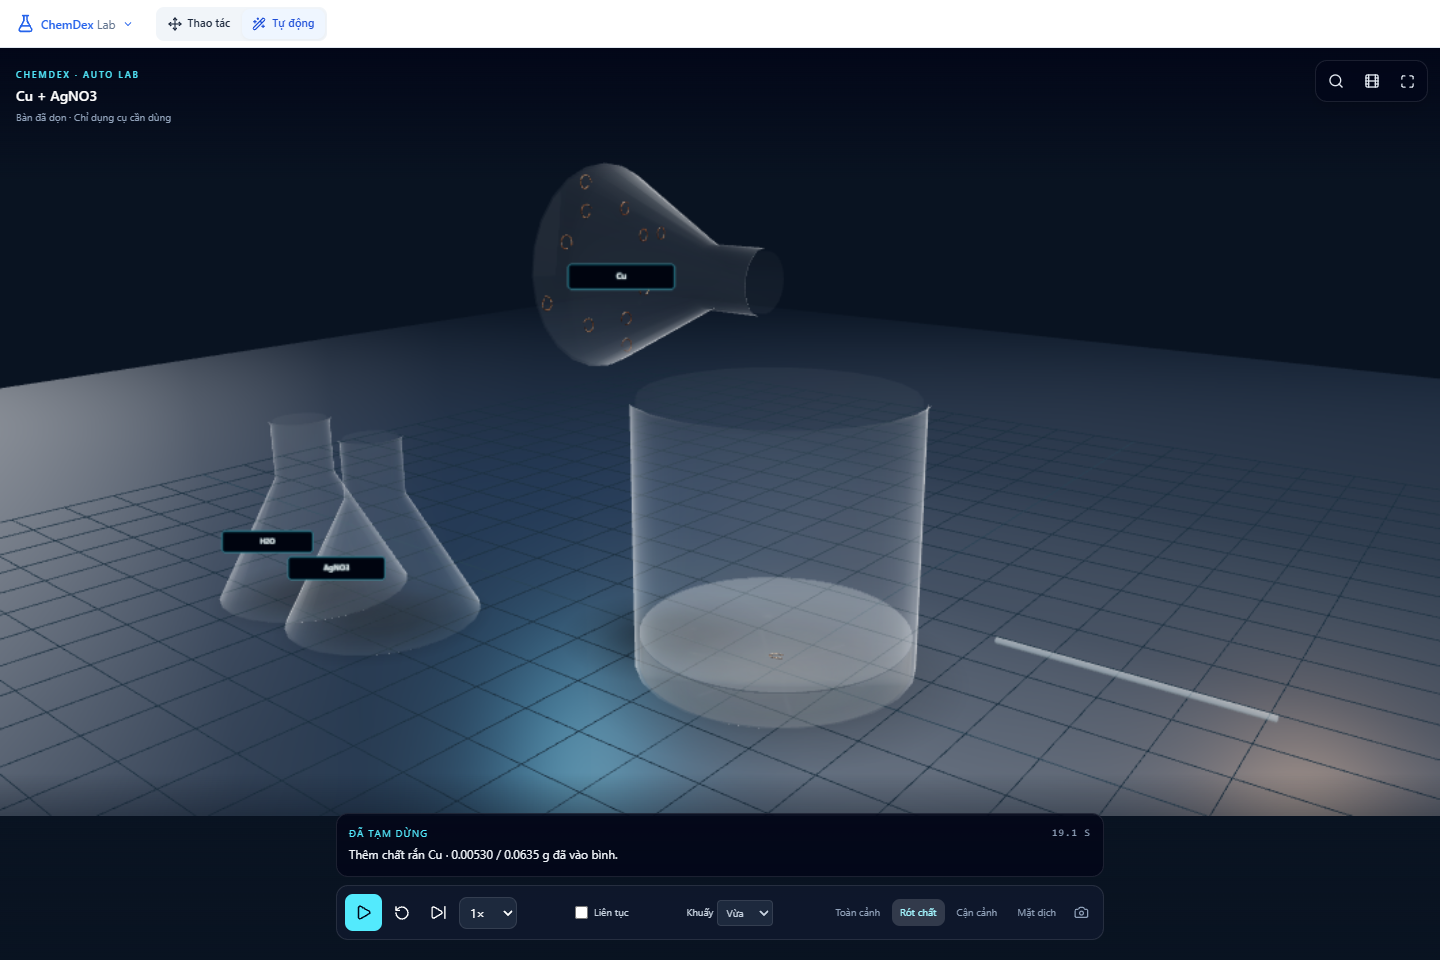 ChemDex Lab
Thao tác
Tự động
CHEMDEX · AUTO LAB
Cu + AgNO3
Bàn đã dọn · Chỉ dụng cụ cần dùng
Cu
H2O
AgNO3
ĐÃ TẠM DỪNG
19.1 S
Thêm chất rắn Cu · 0.00530 / 0.0635 g đã vào bình.
1×
Liên tục
Khuấy
Vừa
Toàn cảnh
Rót chất
Cận cảnh
Mặt dịch